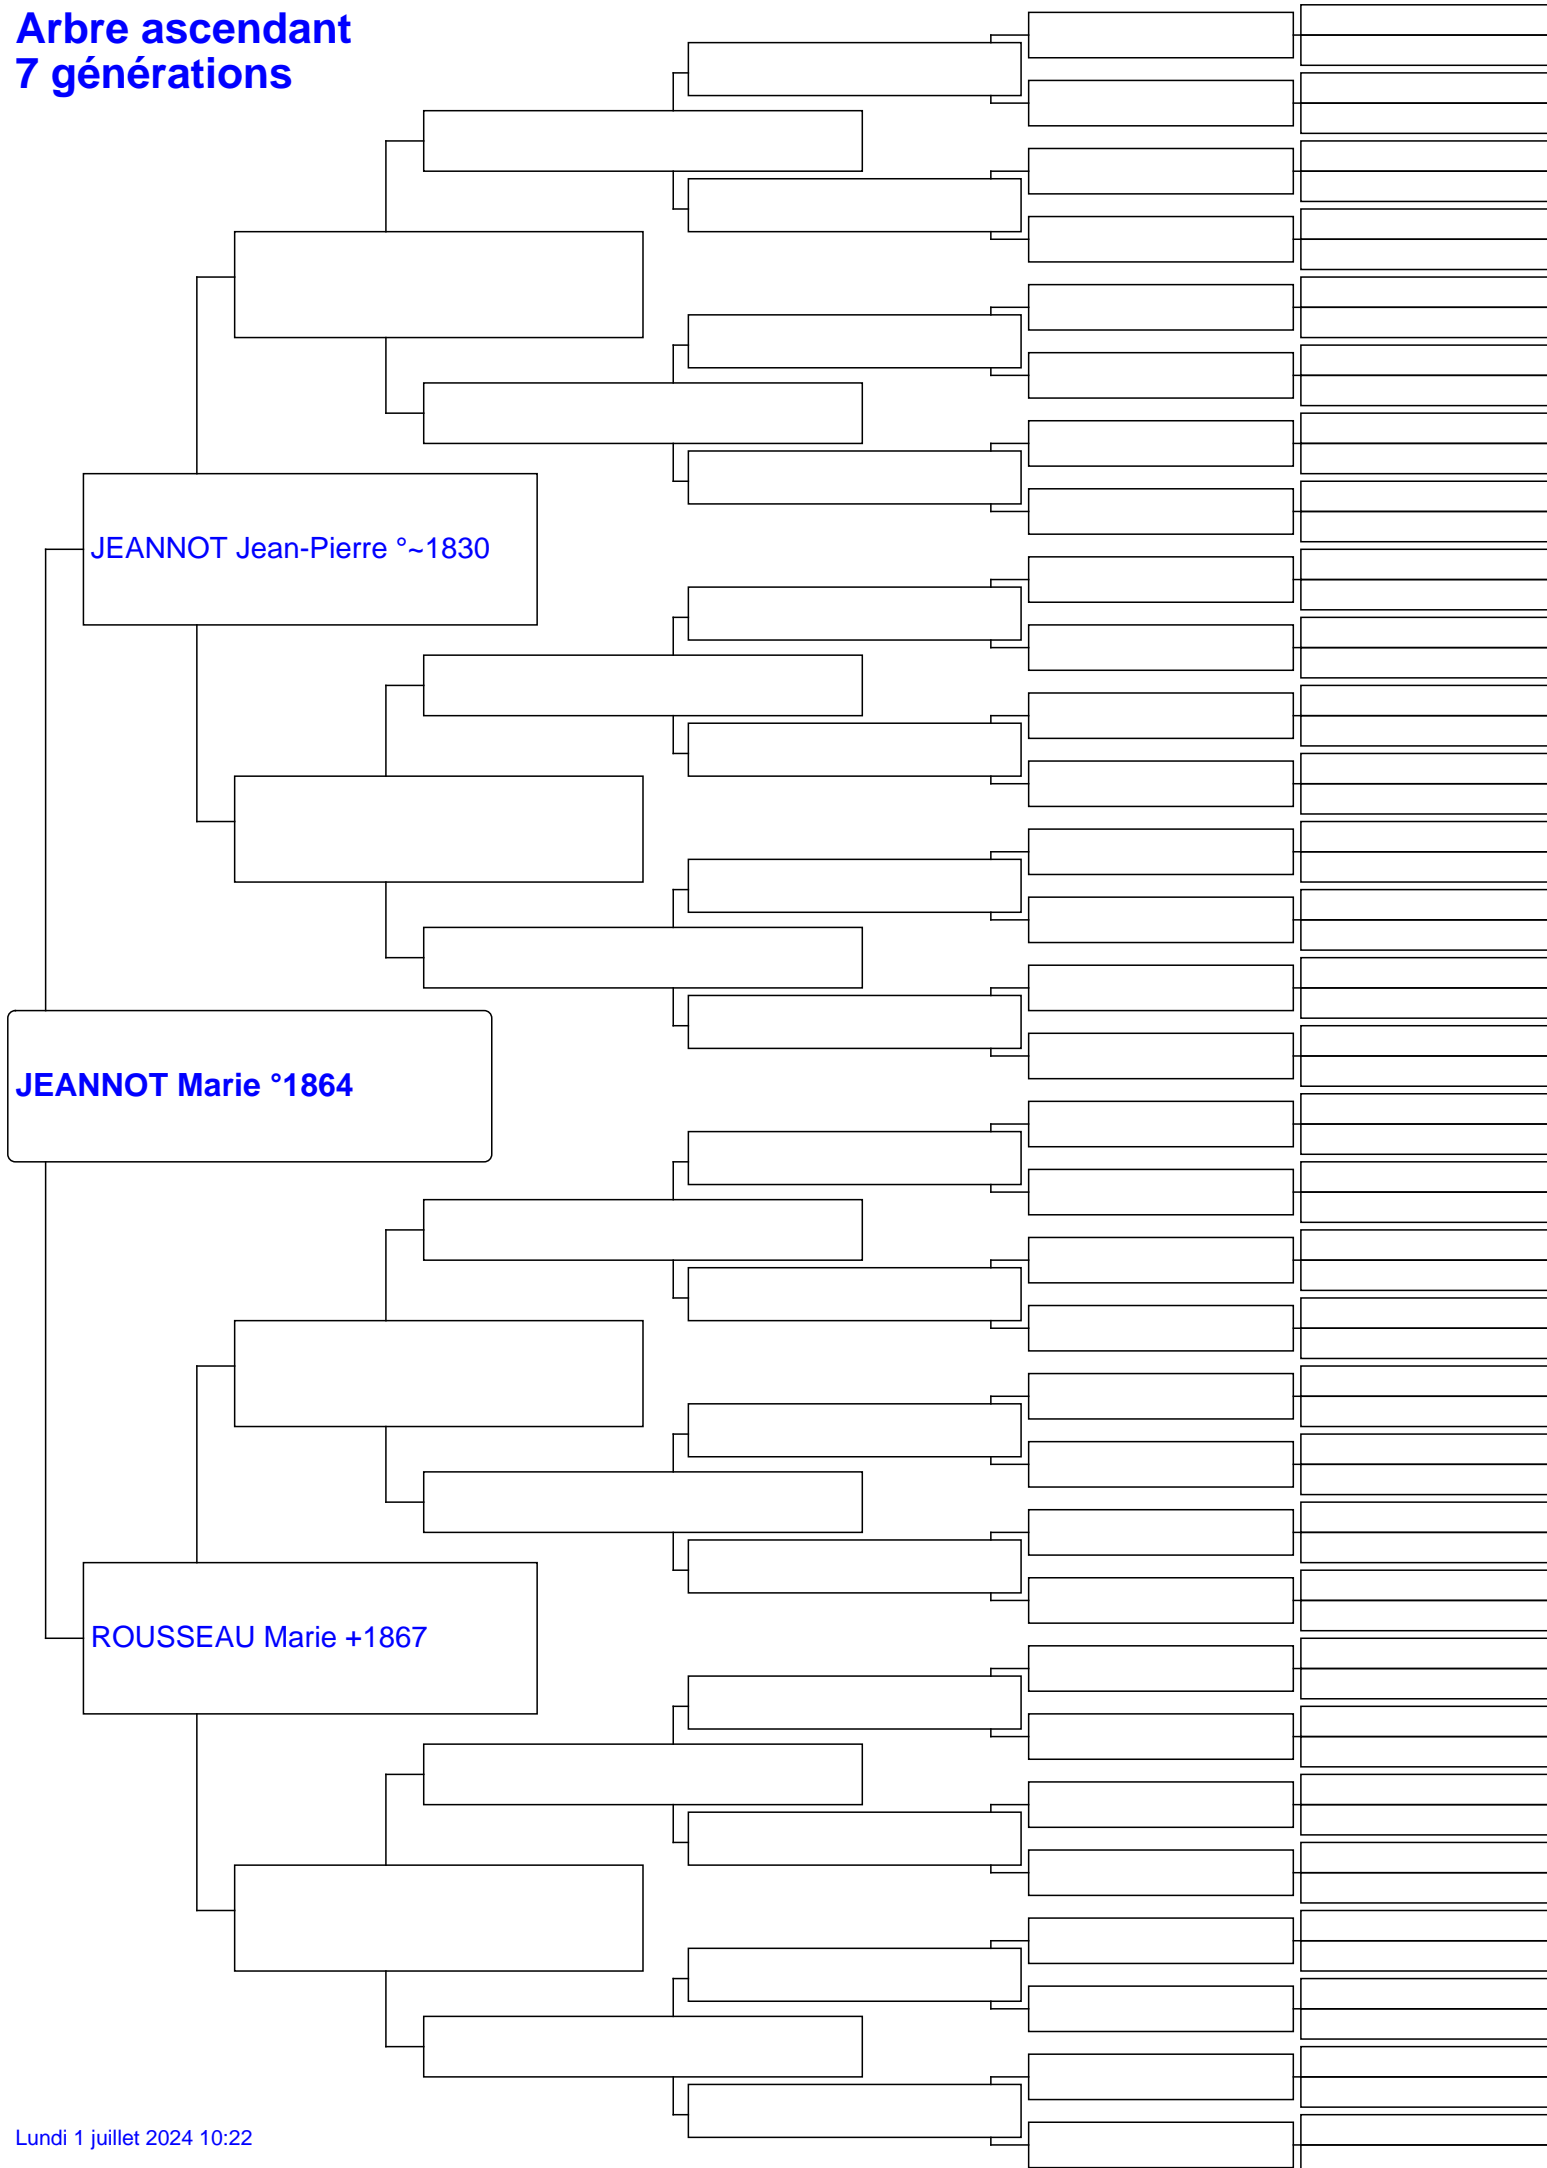 Arbre ascendant
7 générations
JEANNOT Jean-Pierre °~1830
JEANNOT Marie °1864
ROUSSEAU Marie +1867
Lundi 1 juillet 2024 10:22